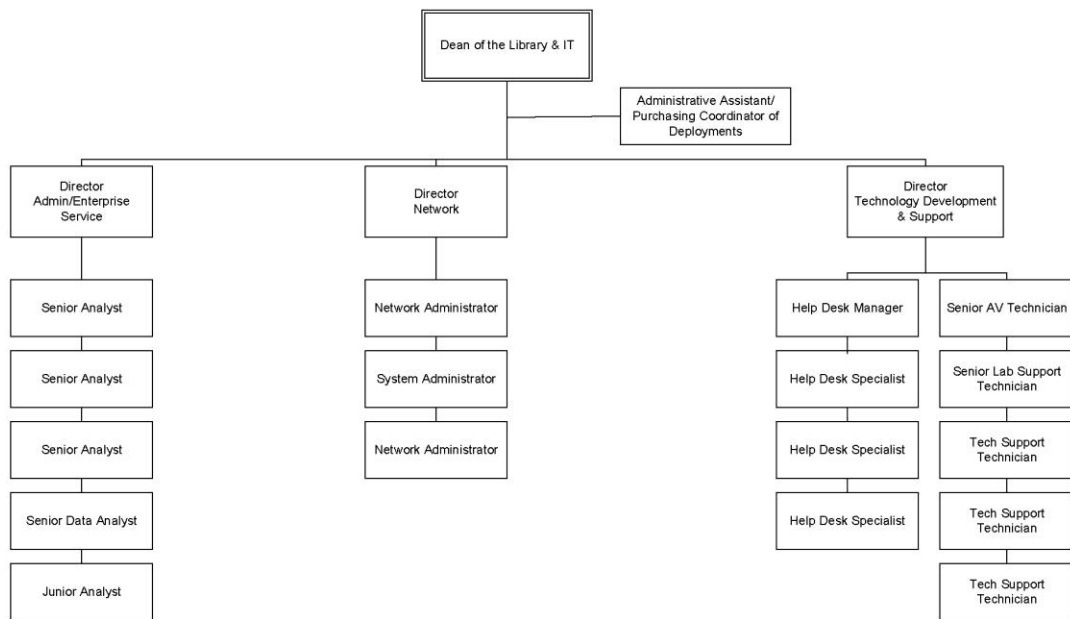 Dean of the Library & IT
Administrative Assistant/
Purchasing Coordinator of
Deployments
Director
Admin/Enterprise
Service
Director
Network
Director
Technology Development
& Support
Senior Analyst
Senior Analyst
Senior Analyst
Senior Data Analyst
Junior Analyst
Network Administrator
System Administrator
Network Administrator
Help Desk Manager
Help Desk Specialist
Help Desk Specialist
Help Desk Specialist
Senior AV Technician
Senior Lab Support
Technician
Tech Support
Technician
Tech Support
Technician
Tech Support
Technician